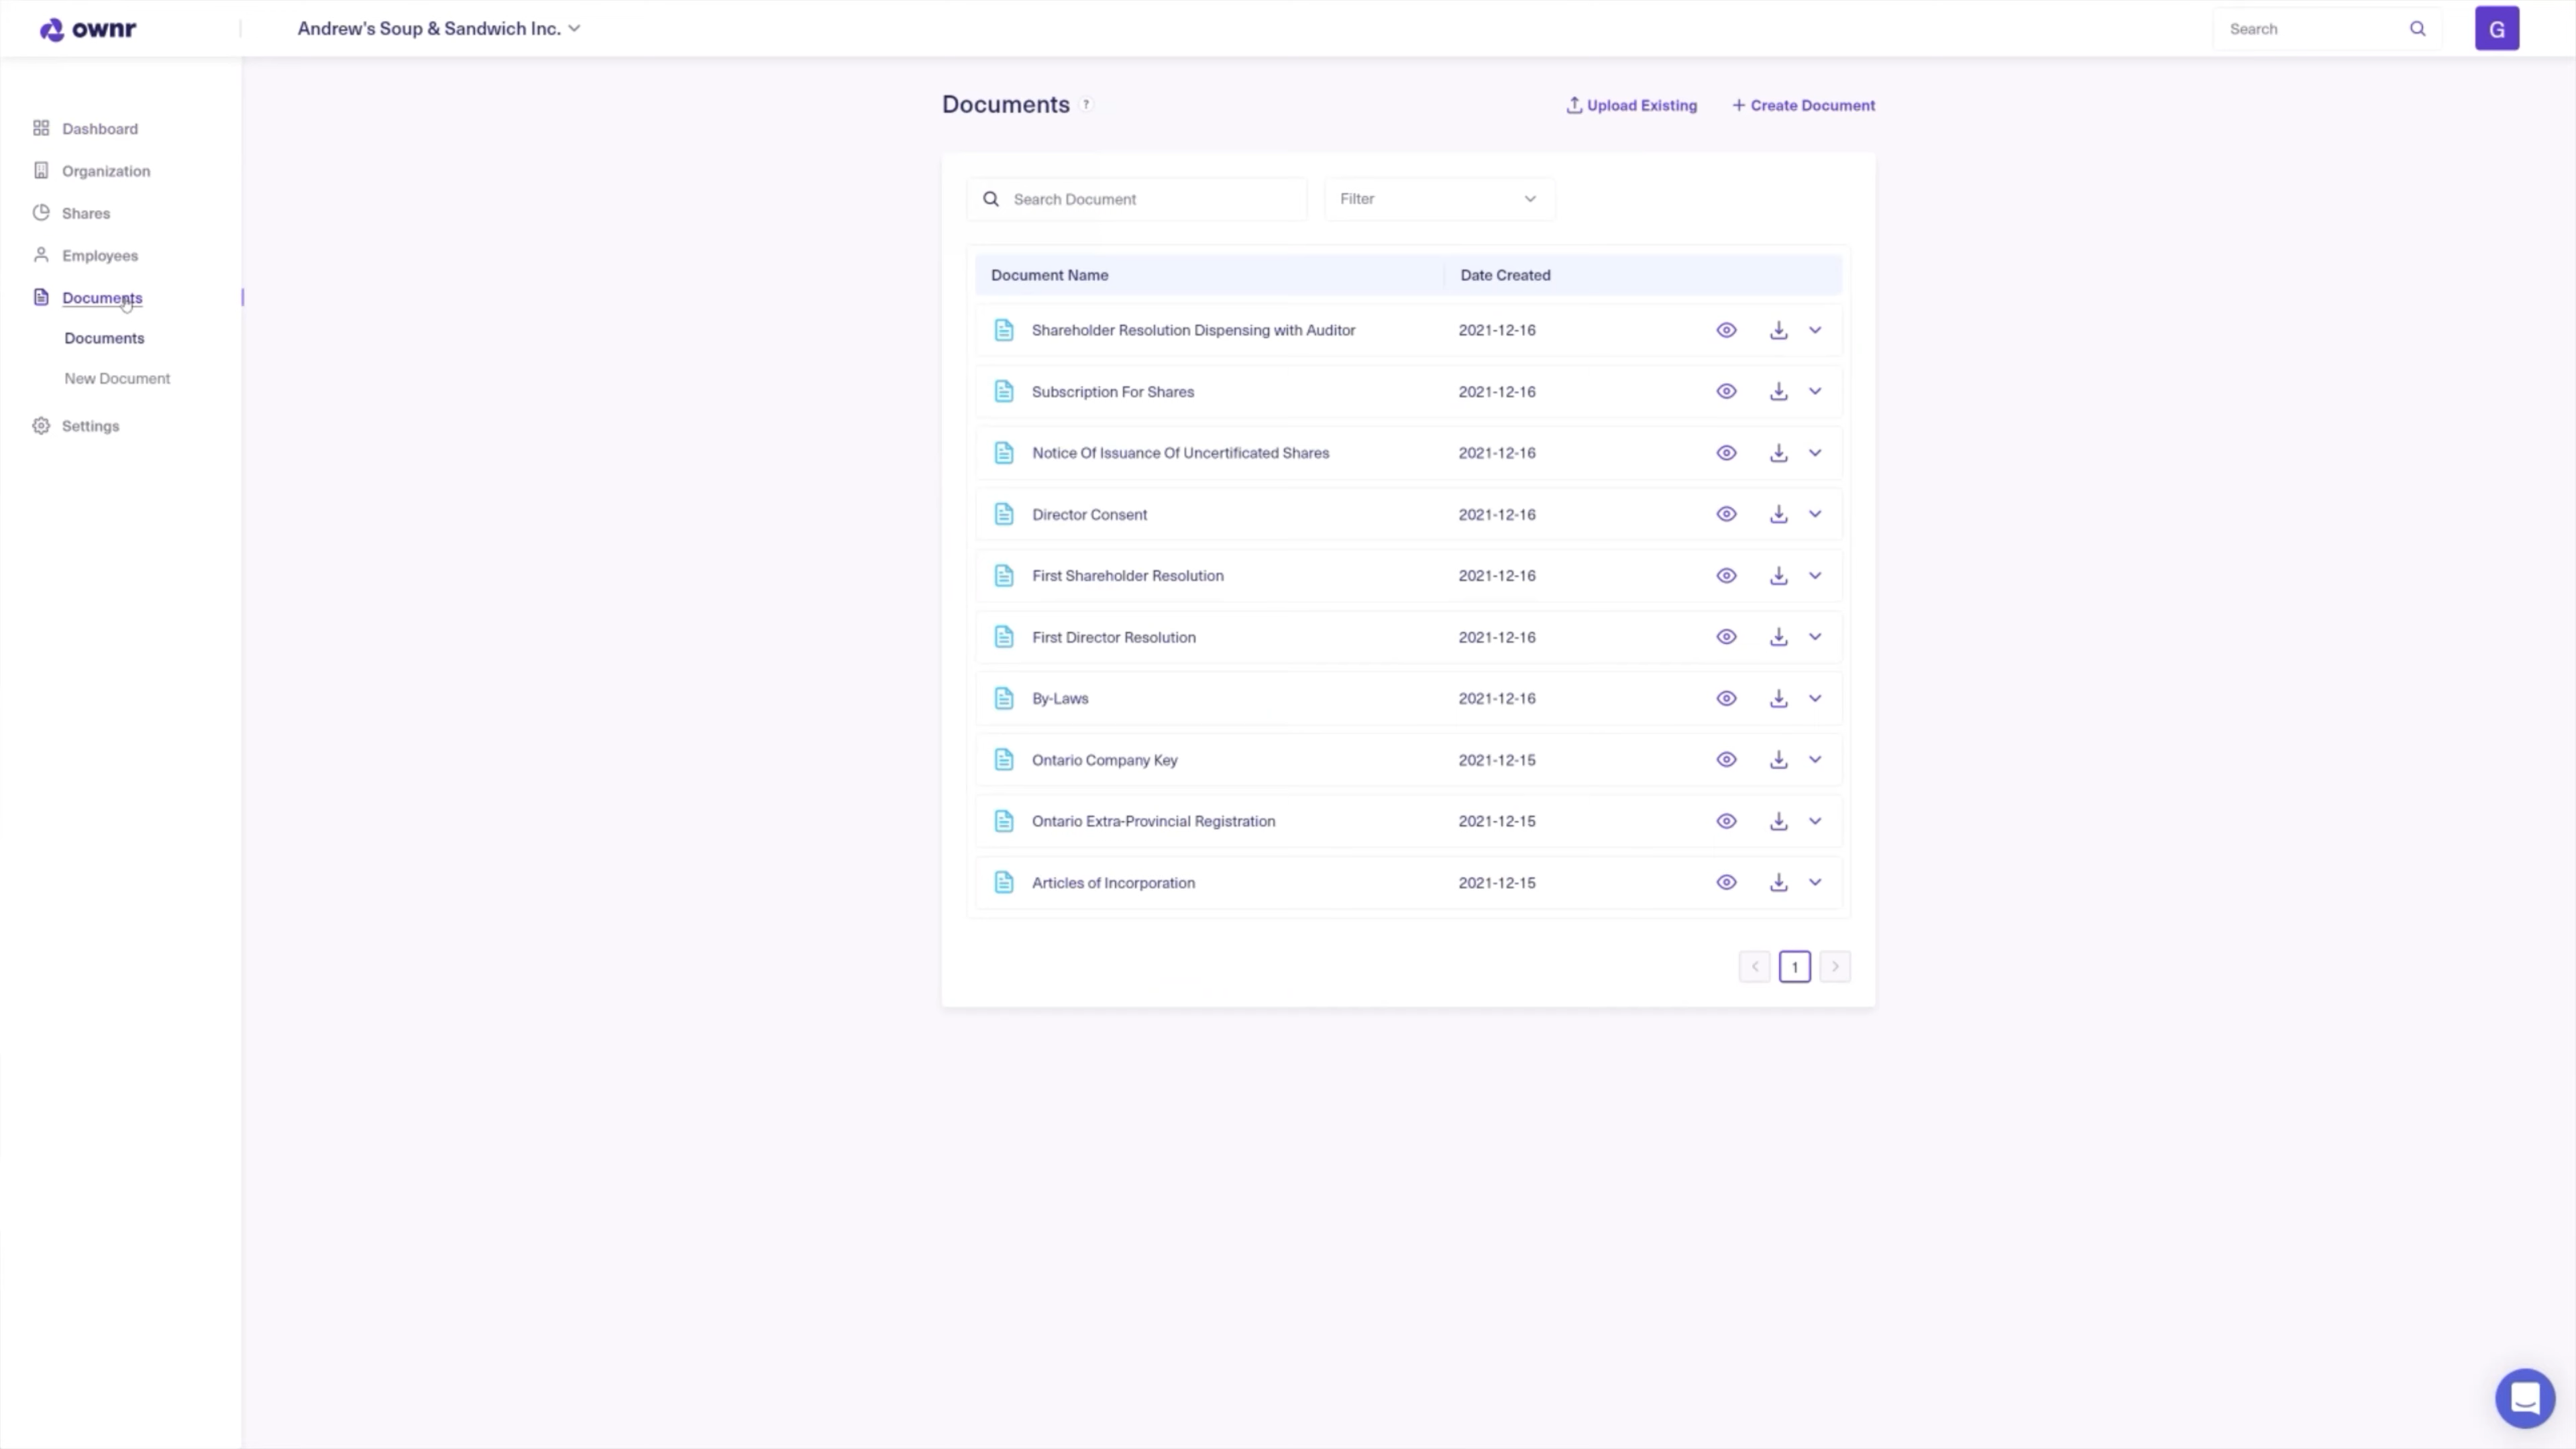 ownr
Andrew's Soup & Sandwich Inc.
Search
G
Dashboard
Organization
Shares
Employees
Documents
Documents
New Document
Settings
Documents ?
Upload Existing
+ Create Document
Search Document
Filter
Document Name Date Created
Shareholder Resolution Dispensing with Auditor 2021-12-16
Subscription For Shares 2021-12-16
Notice Of Issuance Of Uncertificated Shares 2021-12-16
Director Consent 2021-12-16
First Shareholder Resolution 2021-12-16
First Director Resolution 2021-12-16
By-Laws 2021-12-16
Ontario Company Key 2021-12-15
Ontario Extra-Provincial Registration 2021-12-15
Articles of Incorporation 2021-12-15
1